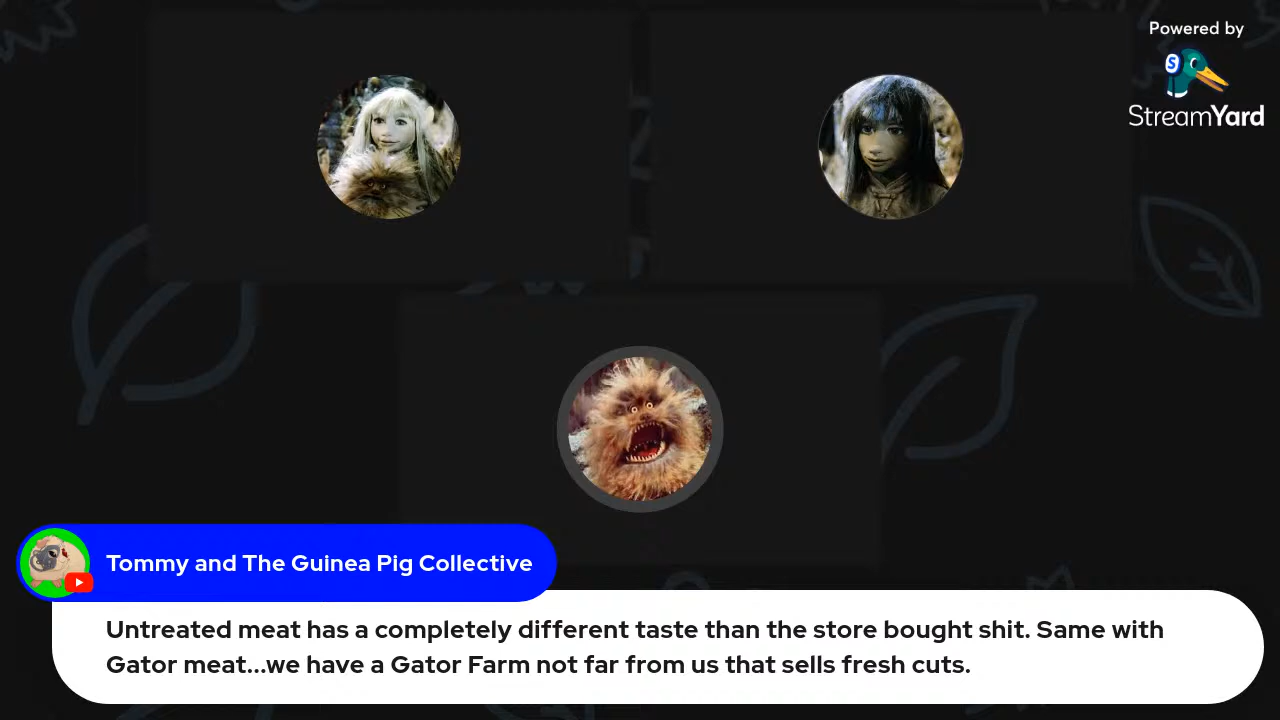 Powered by
StreamYard
Tommy and The Guinea Pig Collective
Untreated meat has a completely different taste than the store bought shit. Same with
Gator meat...we have a Gator Farm not far from us that sells fresh cuts.